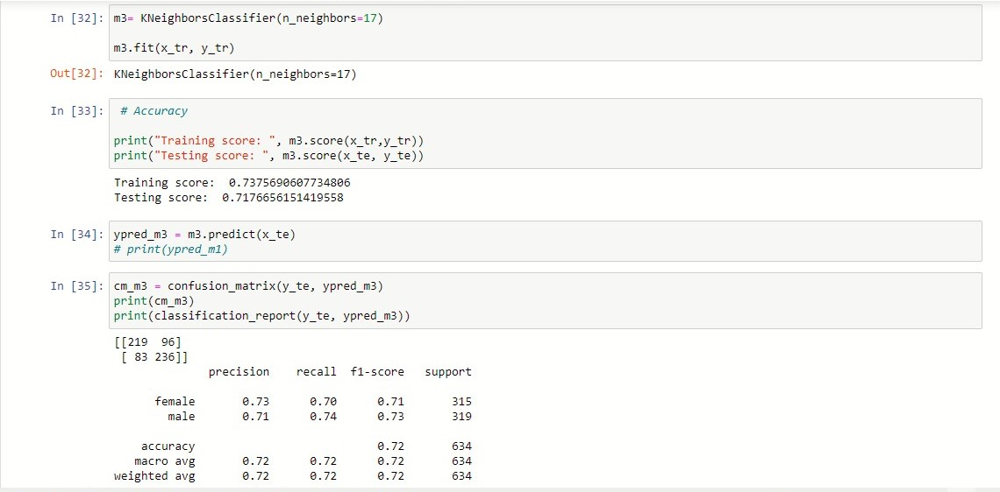 In [32]: m3= KNeighborsClassifier(n_neighbors=17)
m3.fit(x_tr, y_tr)
Out[32]: KNeighborsClassifier(n_neighbors=17)
In [33]: # Accuracy
print("Training score: ", m3.score(x_tr,y_tr))
print("Testing score: ", m3.score(x_te, y_te))
Training score:  0.7375690607734806
Testing score:  0.7176656151419558
In [34]: ypred_m3 = m3.predict(x_te)
# print(ypred_m1)
In [35]: cm_m3 = confusion_matrix(y_te, ypred_m3)
print(cm_m3)
print(classification_report(y_te, ypred_m3))
[[219  96]
[ 83 236]]
precision recall f1-score support
female 0.73 0.70 0.71 315
male 0.71 0.74 0.73 319
accuracy 0.72 634
macro avg 0.72 0.72 0.72 634
weighted avg 0.72 0.72 0.72 634